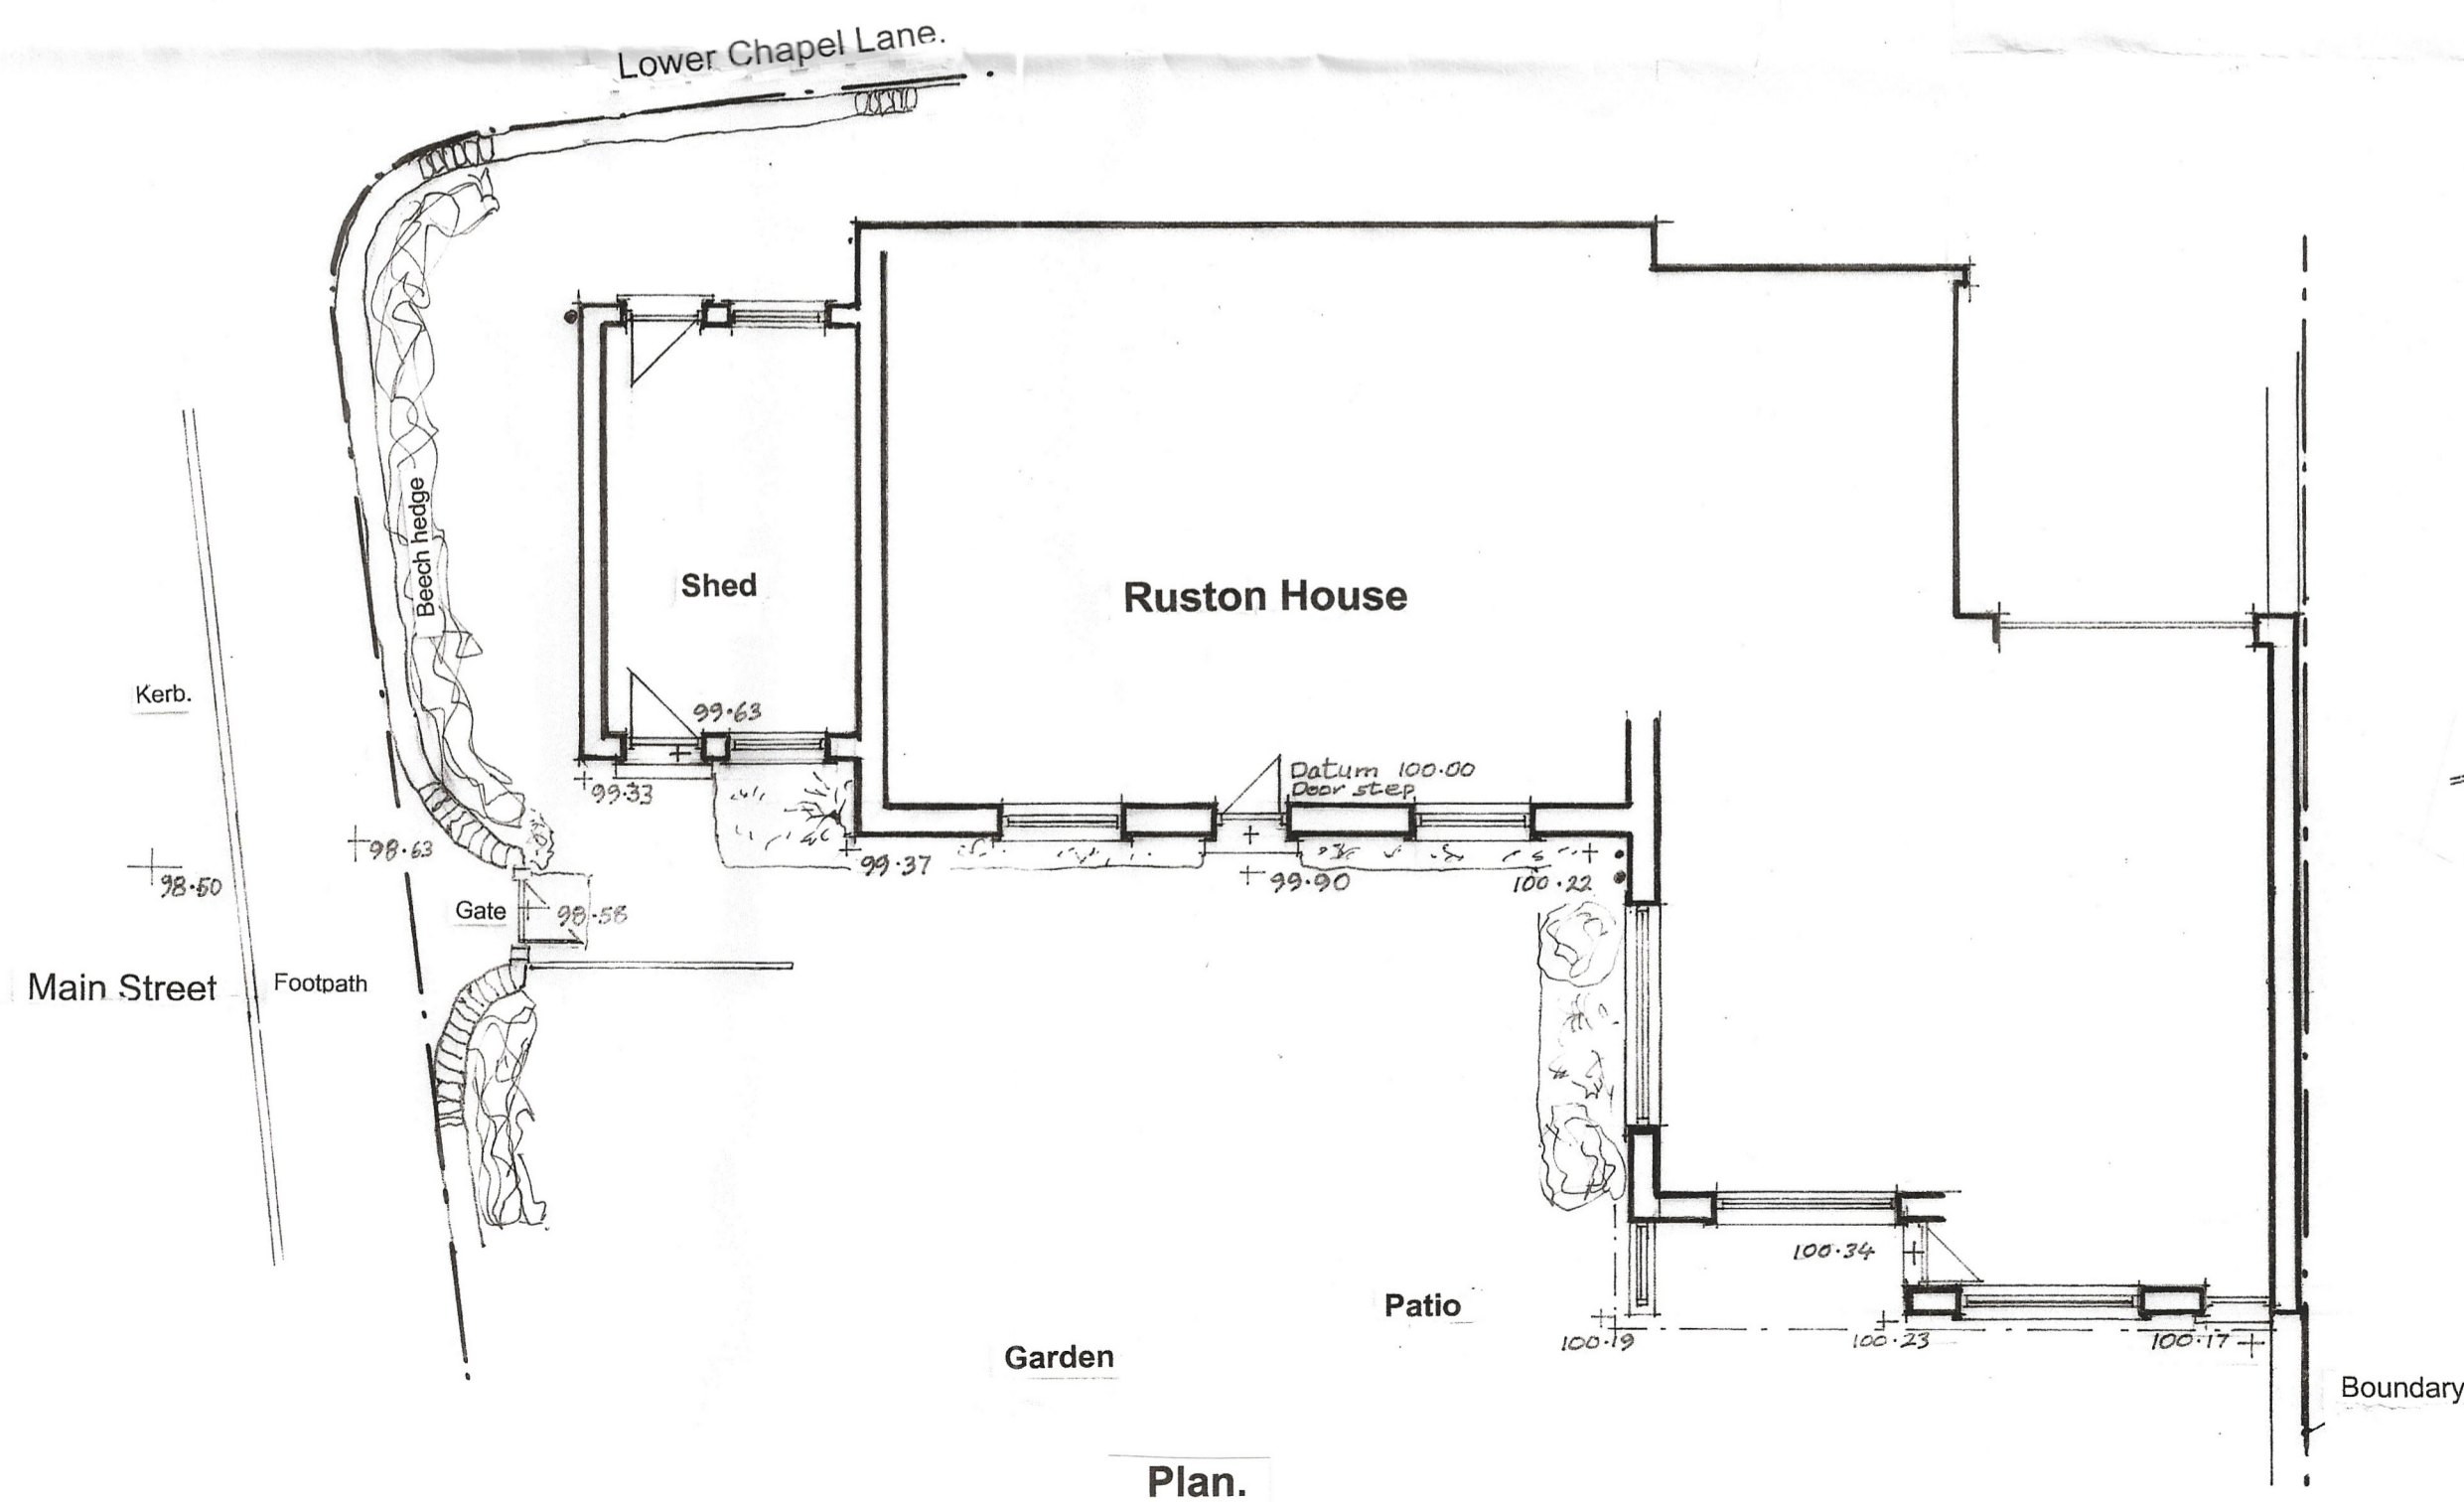 Lower Chapel Lane.
Beech hedge
Shed
Ruston House
Kerb.
99.63
Datum 100.00
Door step
99.33
98.63
98.50
99.37
99.90
100.22
Gate
98.58
Main Street
Footpath
100.34
Patio
100.19
100.23
100.17
Garden
Boundary
Plan.